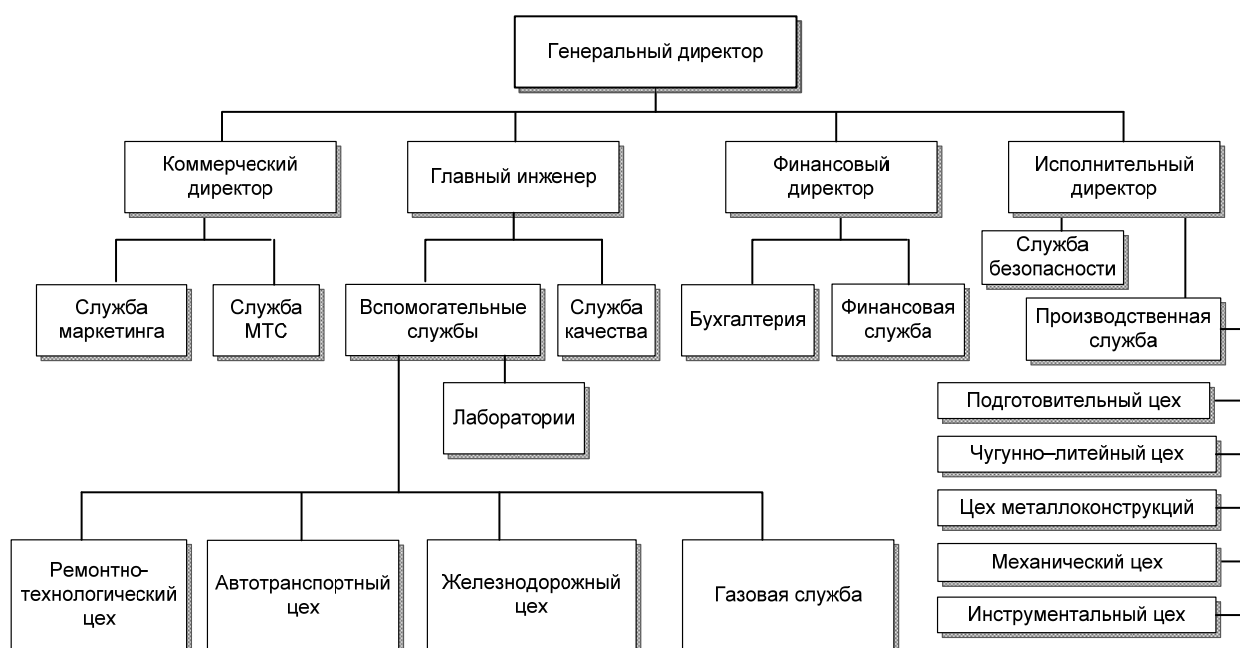 Генеральный директор
Коммерческий
директор
Главный инженер
Финансовый
директор
Исполнительный
директор
Служба
маркетинга
Служба
МТС
Вспомогательные
службы
Служба
качества
Бухгалтерия
Финансовая
служба
Служба
безопасности
Производственная
служба
Лаборатории
Подготовительный цех
Чугунно–литейный цех
Цех металлоконструкций
Механический цех
Инструментальный цех
Ремонтно-
технологический
цех
Автотранспортный
цех
Железнодорожный
цех
Газовая служба